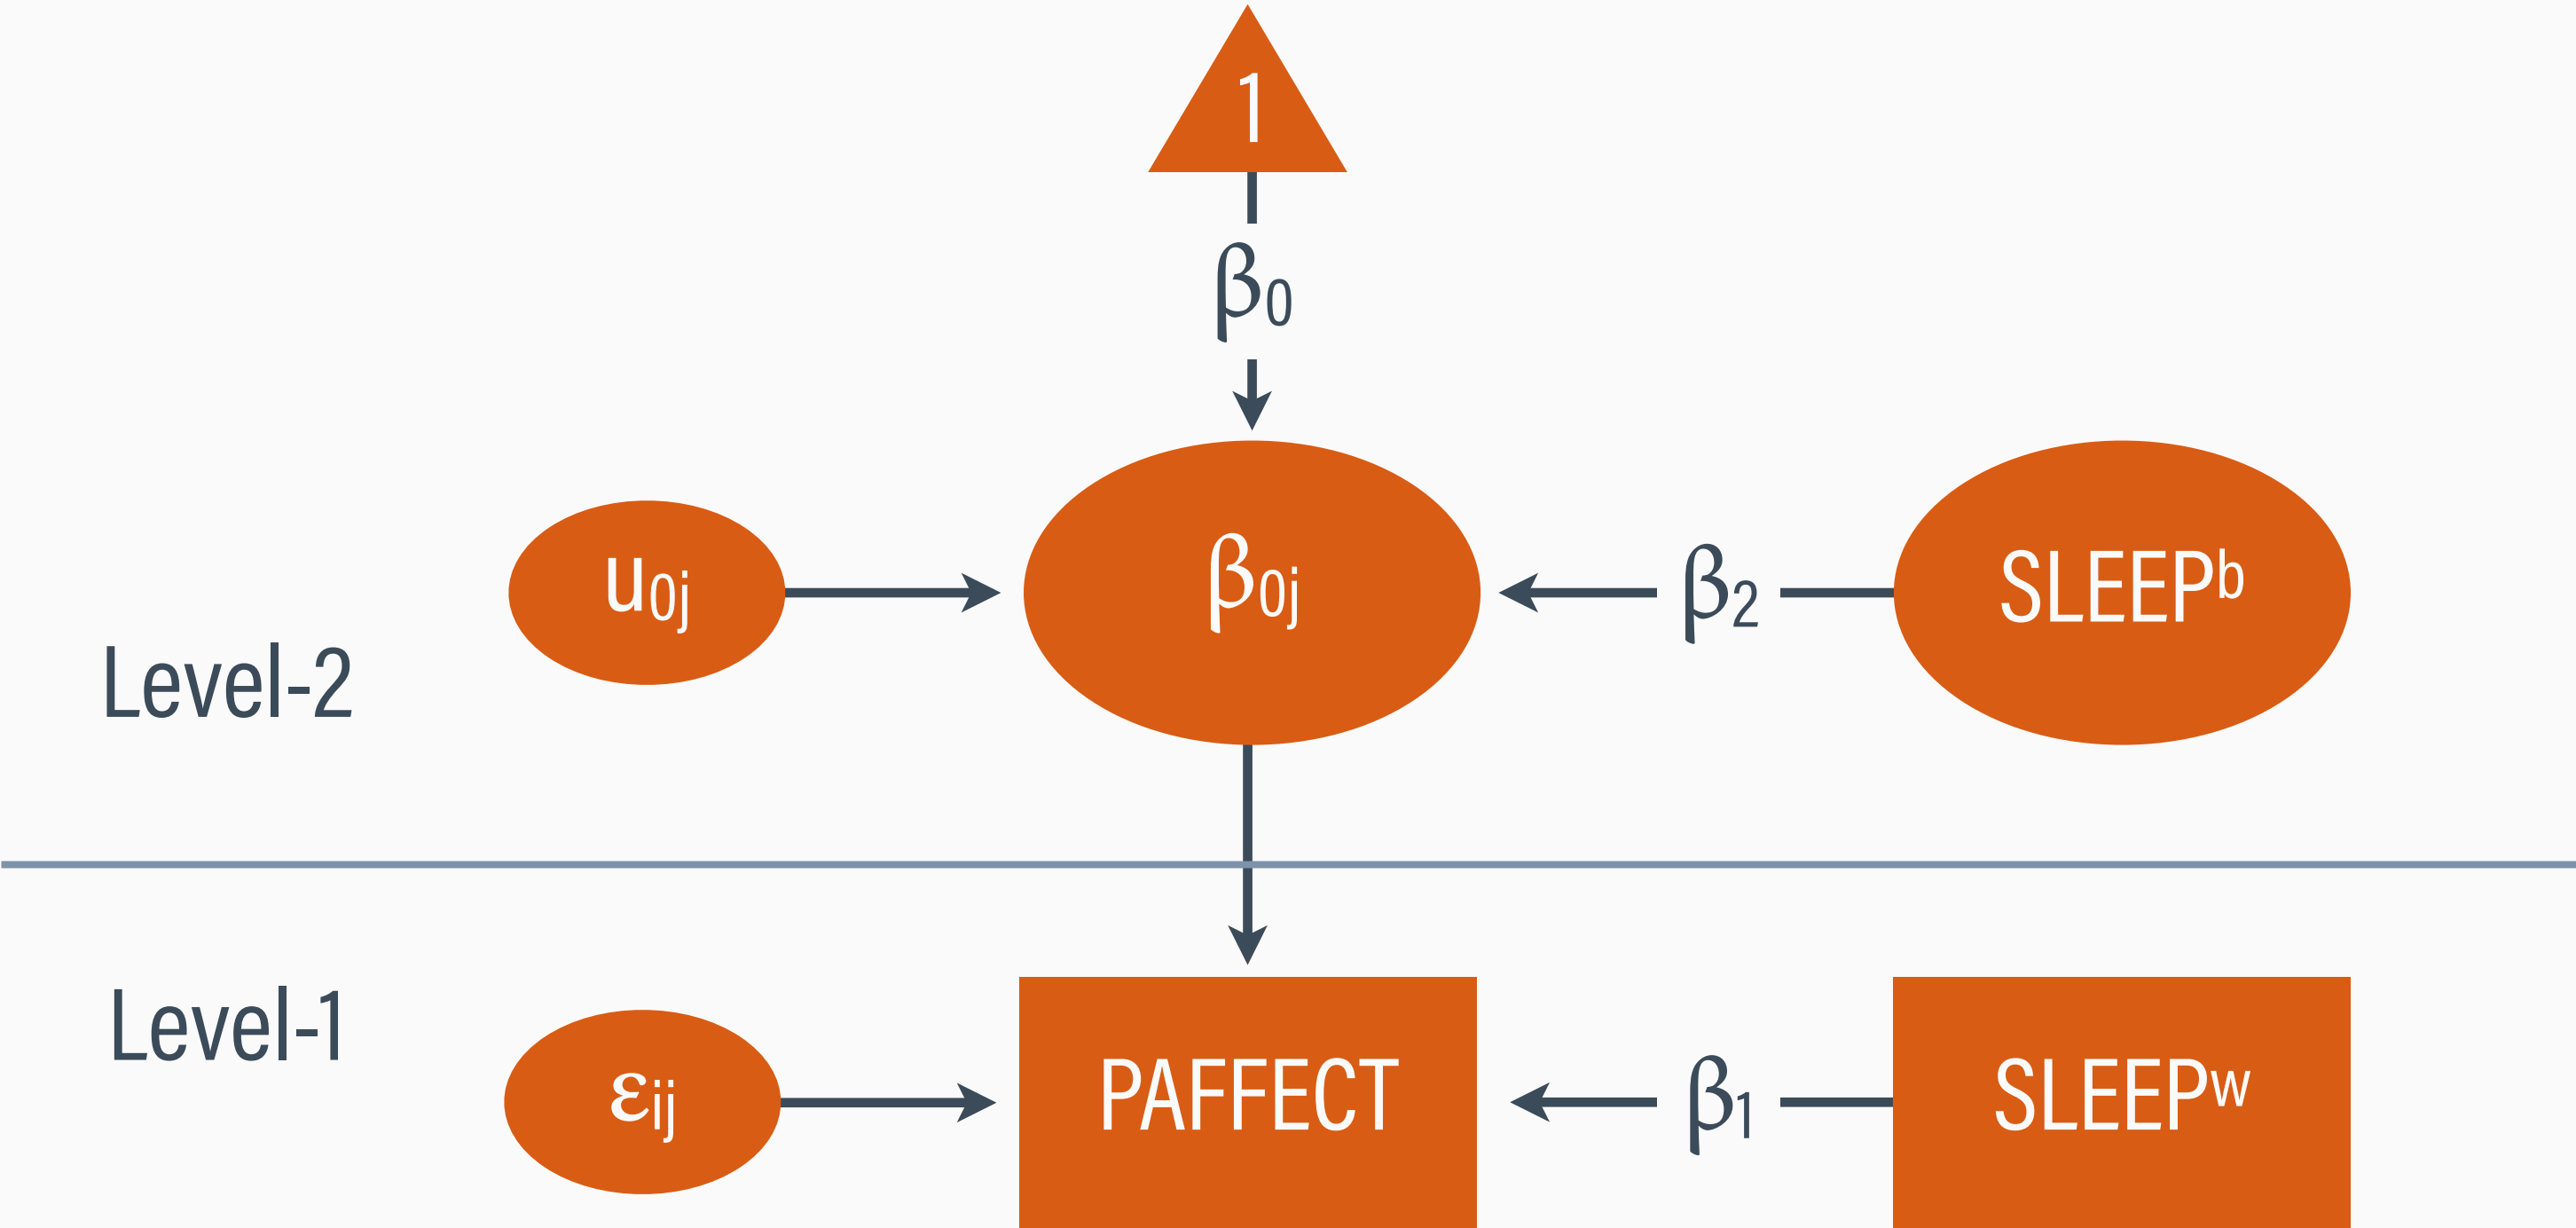 1
β₀
u₀ⱼ
β₀ⱼ
β₂
SLEEPᵇ
Level-2
Level-1
εᵢⱼ
PAFFECT
β₁
SLEEPʷ